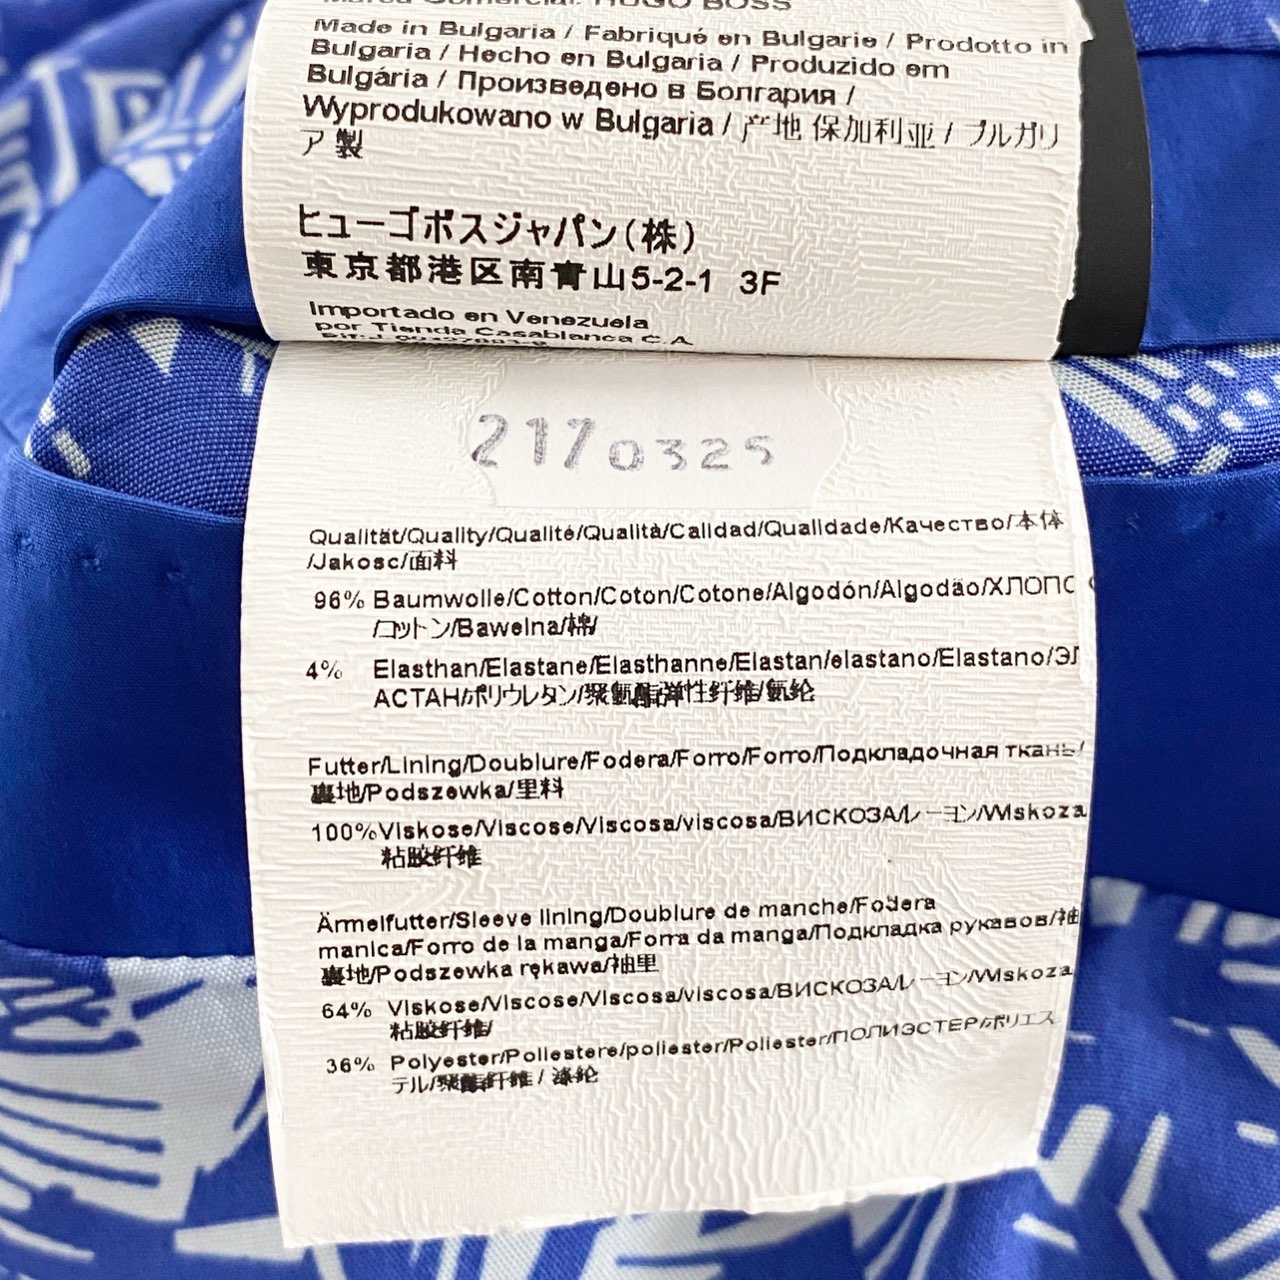 Marca Comercial: HUGO BOSS
Made in Bulgaria / Fabriqué en Bulgarie / Prodotto in
Bulgaria / Hecho en Bulgaria / Produzido em
Bulgária / Произведено в Болгария /
Wyprodukowano w Bulgaria / 产地 保加利亚 / ブルガリ
ア 製
ヒューゴボスジャパン(株)
東京都港区南青山5-2-1 3F
Importado en Venezuela
por Tienda Casablanca C.A
2170325
Qualität/Quality/Qualité/Qualità/Calidad/Qualidade/Качество/本体
/Jakosc/面料
96% Baumwolle/Cotton/Coton/Cotone/Algodón/Algodão/ХЛОПО
/コットン/Bawelna/棉/
4% Elasthan/Elastane/Elasthanne/Elastan/elastano/Elastano/ЭЛ
АСТАН/ポリウレタン/聚氨酯弹性纤维/氨纶
Futter/Lining/Doublure/Fodera/Forro/Forro/Подкладочная ткань/
裏地/Podszewka/里料
100%Viskose/Viscose/Viscosa/viscosa/ВИСКОЗА/レーヨン/Wiskoza
粘胶纤维
Ärmelfutter/Sleeve lining/Doublure de manche/Fodera
manica/Forro de la manga/Forra da manga/Подкладка рукавов/袖
裏地/Podszewka rękawa/袖里
64% Viskose/Viscose/Viscosa/viscosa/ВИСКОЗА/レーヨン/Wiskoza
粘胶纤维/
36% Polyester/Poliestere/poliester/Poliester/ПОЛИЭСТЕР/ポリエス
テル/聚酯纤维 / 涤纶